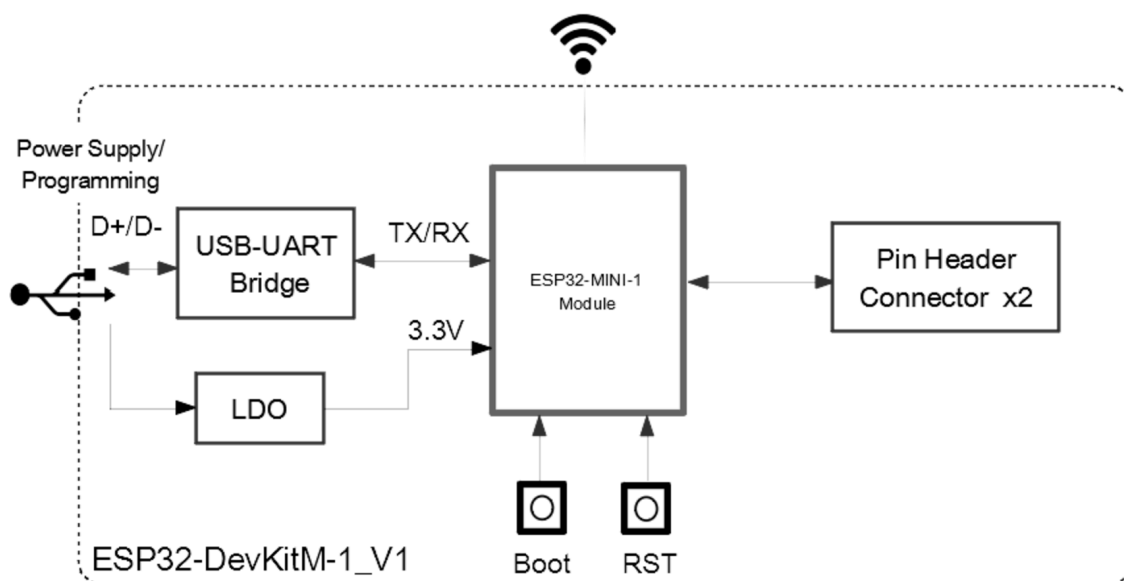 Power Supply/
Programming
D+/D-
USB-UART
Bridge
TX/RX
ESP32-MINI-1
Module
Pin Header
Connector x2
3.3V
LDO
Boot
RST
ESP32-DevKitM-1_V1